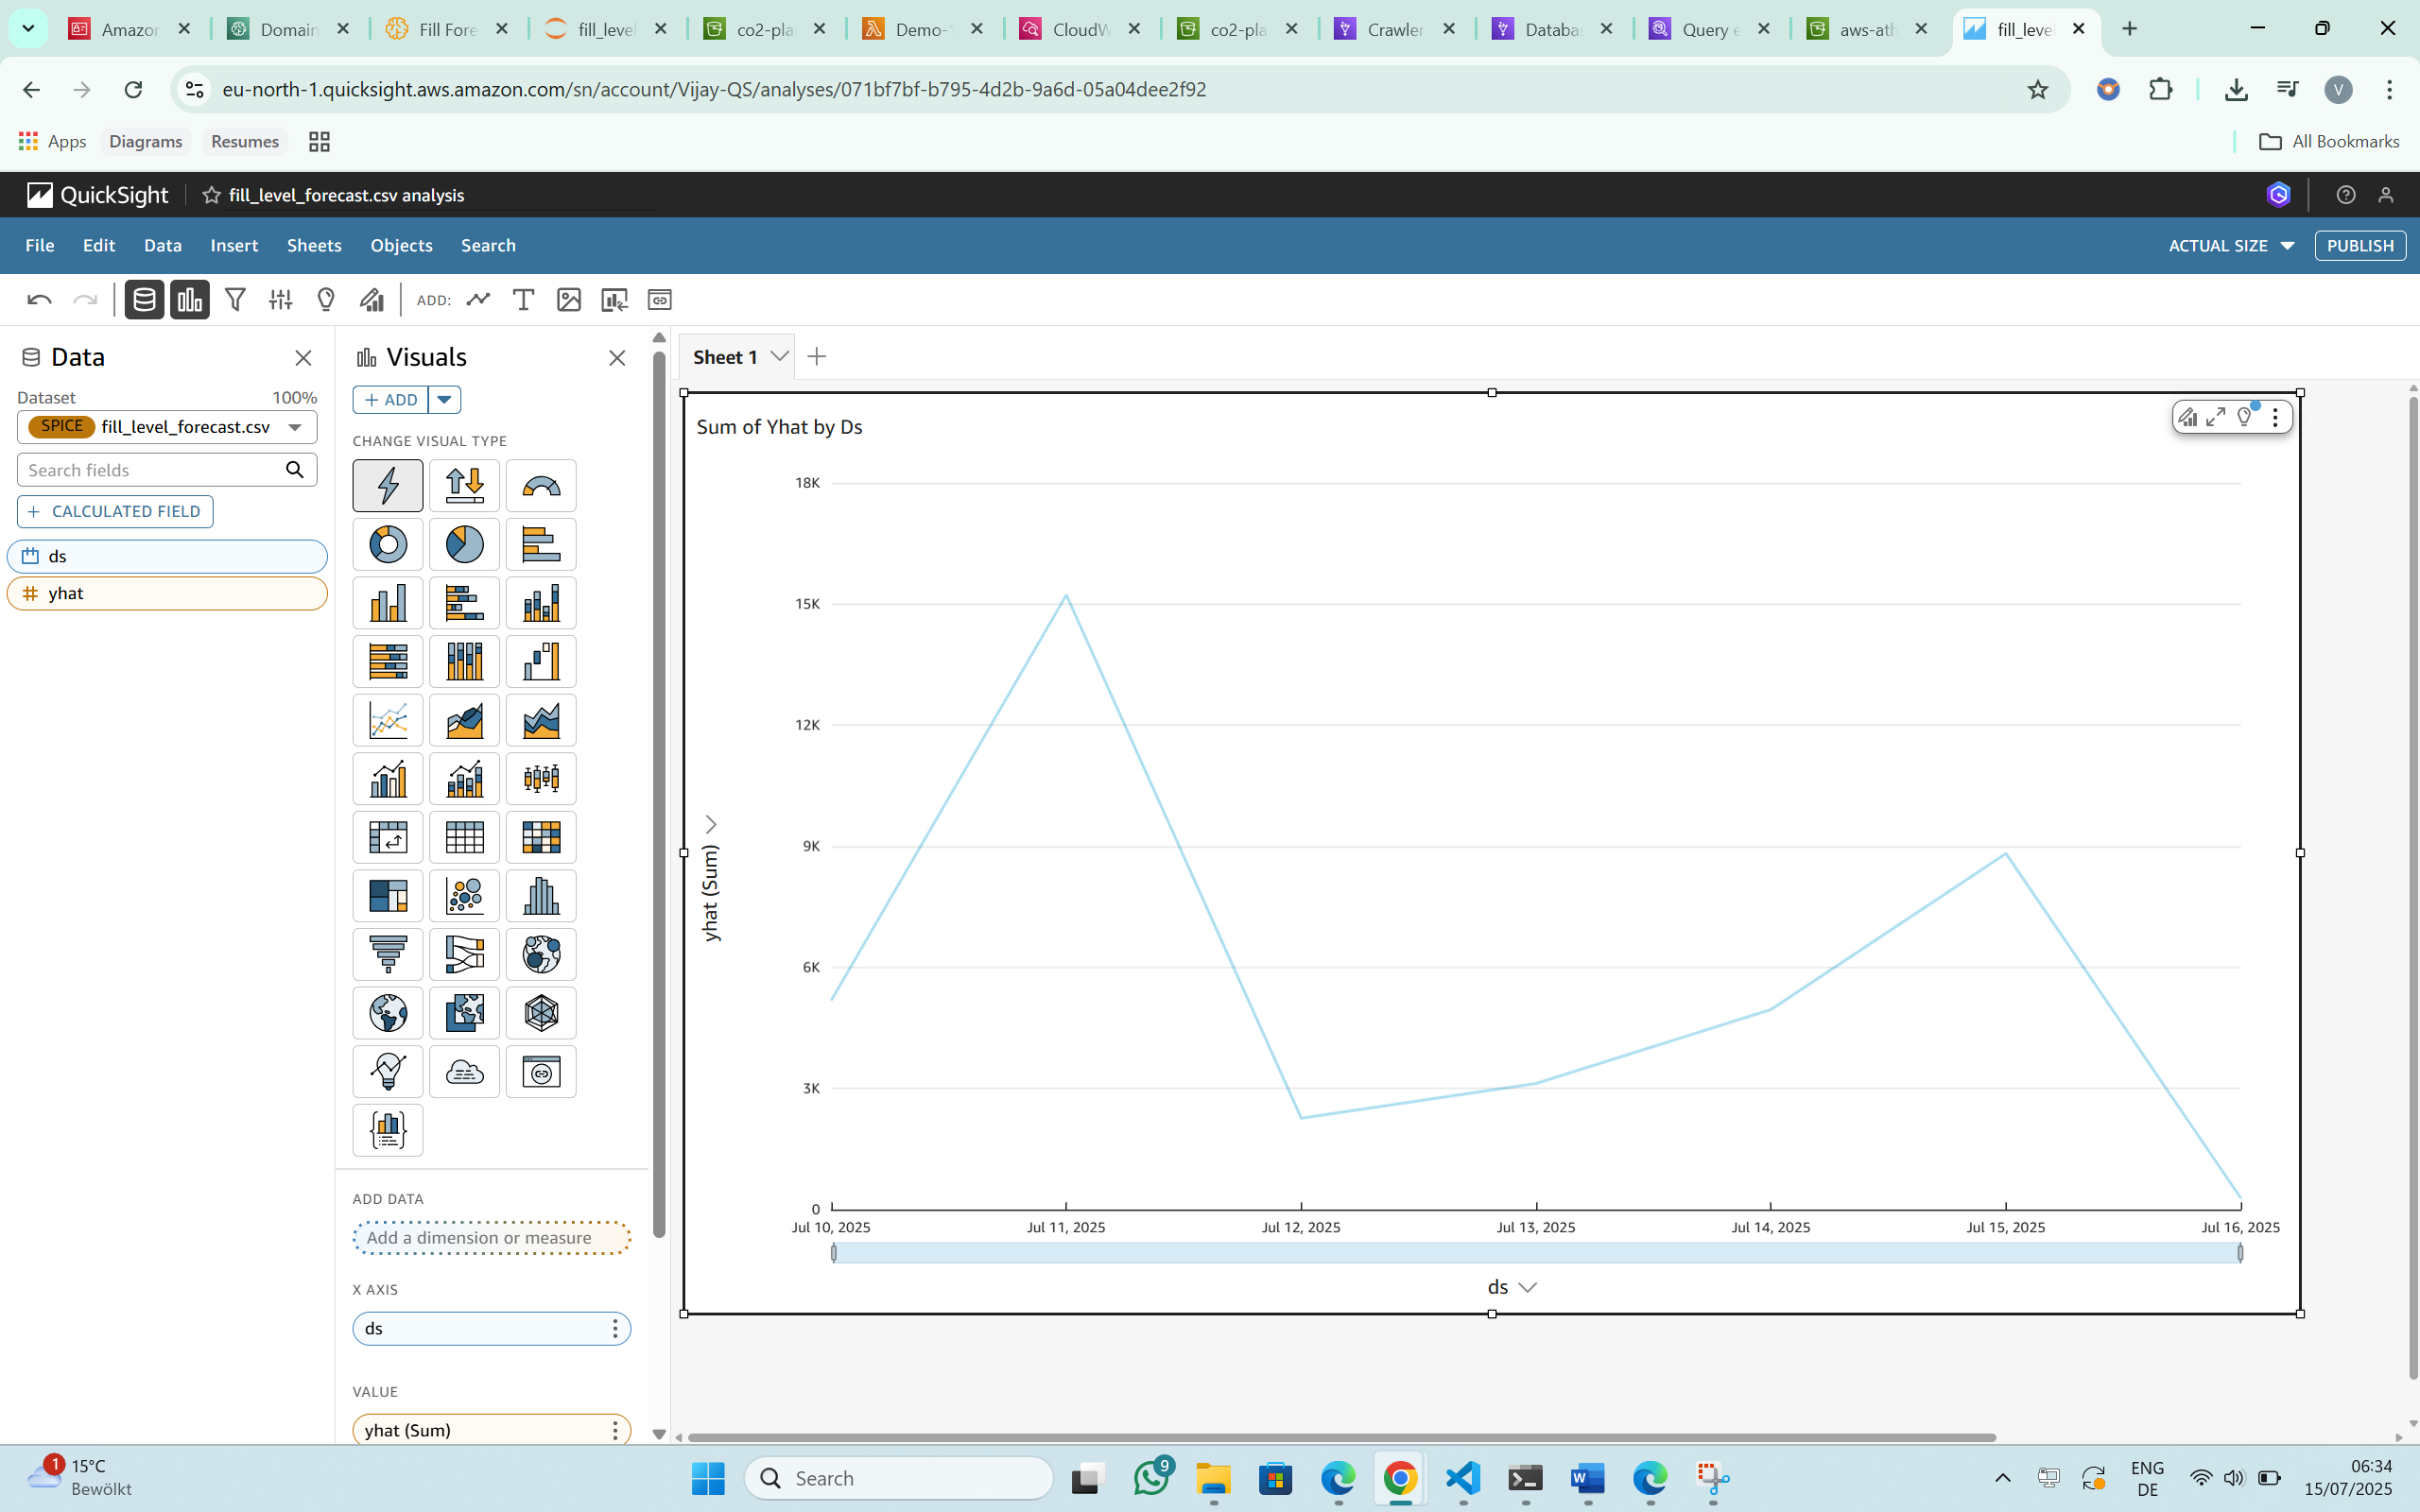 Amazon
Domain
Fill Fore
fill_level
co2-pla
Demo-
CloudW
co2-pla
Crawler
Databa
Query e
aws-ath
fill_leve
eu-north-1.quicksight.aws.amazon.com/sn/account/Vijay-QS/analyses/071bf7bf-b795-4d2b-9a6d-05a04dee2f92
V
Apps Diagrams Resumes All Bookmarks
QuickSight fill_level_forecast.csv analysis
File Edit Data Insert Sheets Objects Search ACTUAL SIZE PUBLISH
ADD:
Data
Dataset 100%
SPICE fill_level_forecast.csv
Search fields
+ CALCULATED FIELD
ds
# yhat
Visuals
+ ADD
CHANGE VISUAL TYPE
ADD DATA
Add a dimension or measure
X AXIS
ds
VALUE
yhat (Sum)
Sheet 1
Sum of Yhat by Ds
18K
15K
12K
9K
6K
3K
0
yhat (Sum)
Jul 10, 2025 Jul 11, 2025 Jul 12, 2025 Jul 13, 2025 Jul 14, 2025 Jul 15, 2025 Jul 16, 2025
ds
1
15°C
Bewölkt
Search
9
ENG
DE
06:34
15/07/2025